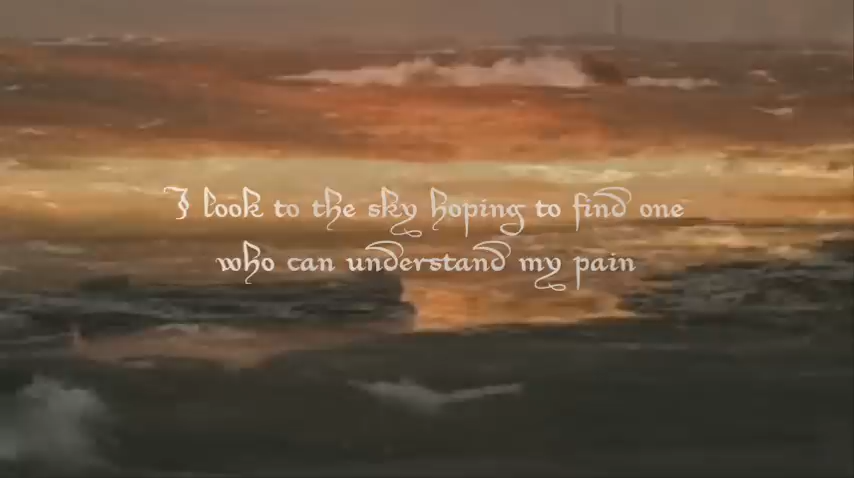 I look to the sky hoping to find one
who can understand my pain